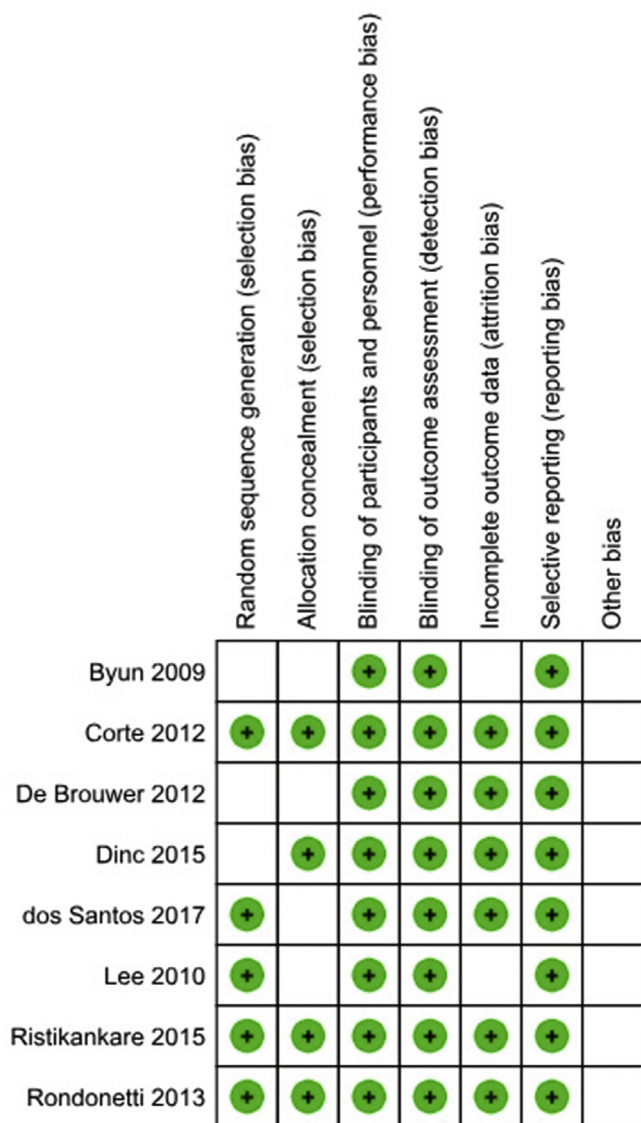 Random sequence generation (selection bias)
Allocation concealment (selection bias)
Blinding of participants and personnel (performance bias)
Blinding of outcome assessment (detection bias)
Incomplete outcome data (attrition bias)
Selective reporting (reporting bias)
Other bias
Byun 2009 + + +
Corte 2012 + + + + + +
De Brouwer 2012 + + + +
Dinc 2015 + + + + +
dos Santos 2017 + + + + +
Lee 2010 + + + +
Ristikankare 2015 + + + + + +
Rondonetti 2013 + + + + + +